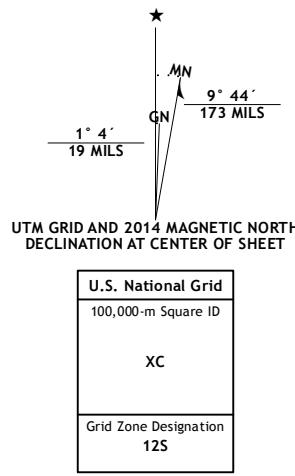 ★
MN
GN
9° 44´
173 MILS
1° 4´
19 MILS
UTM GRID AND 2014 MAGNETIC NORTH
DECLINATION AT CENTER OF SHEET
U.S. National Grid
100,000-m Square ID
XC
Grid Zone Designation
12S